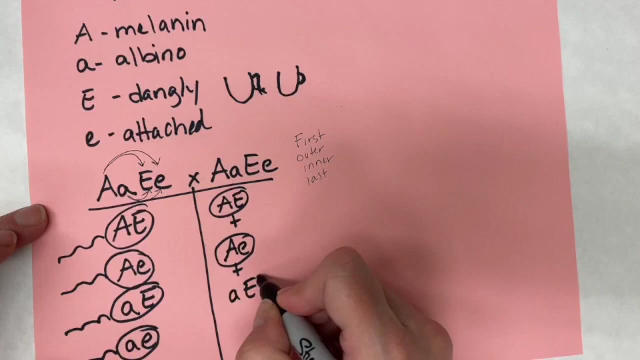 A - melanin
a - albino
E - dangly
e - attached
First
outer
inner
last
AaEe x AaEe
AE
Ae
aE
ae
AE
+
Ae
+
aE